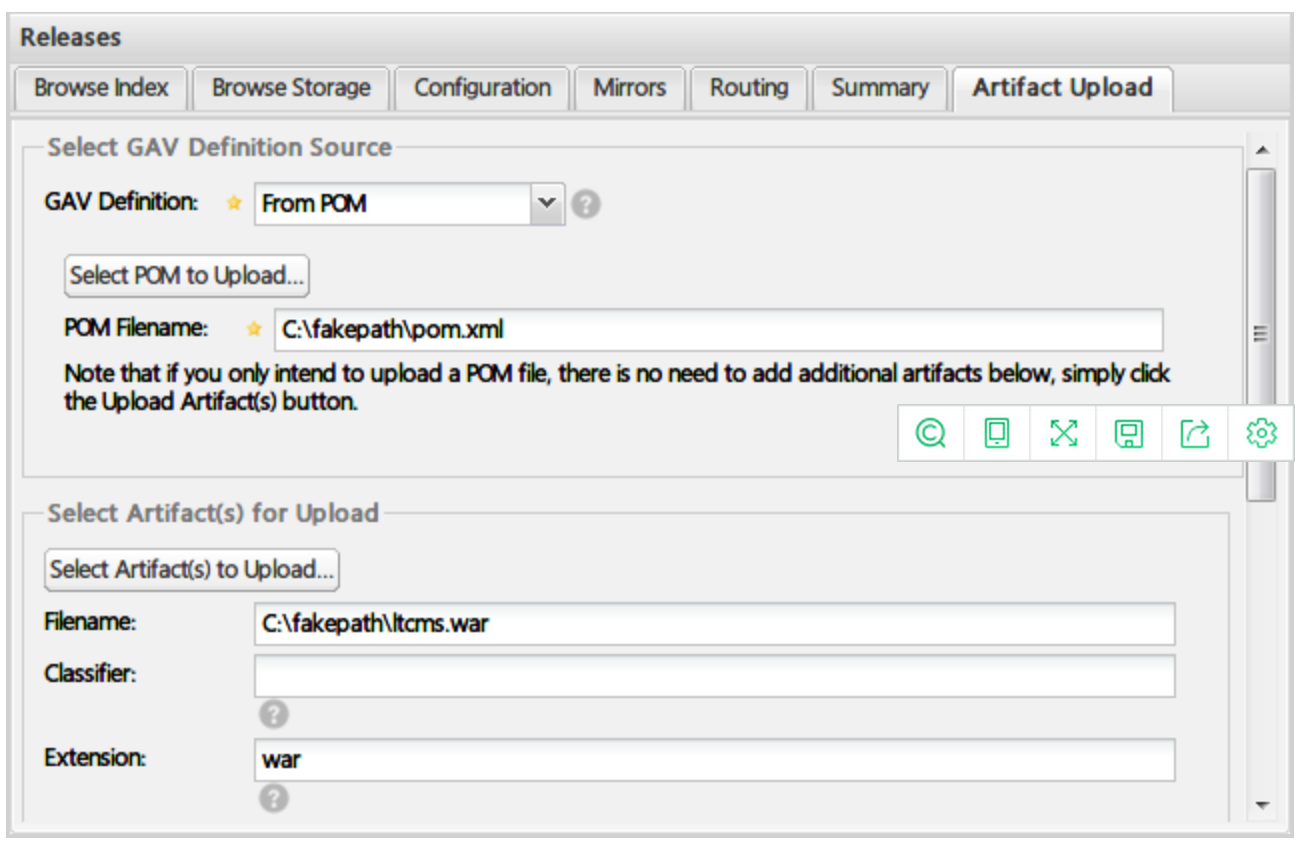 Releases
Browse Index Browse Storage Configuration Mirrors Routing Summary Artifact Upload
Select GAV Definition Source
GAV Definition: From POM
Select POM to Upload...
POM Filename: C:\fakepath\pom.xml
Note that if you only intend to upload a POM file, there is no need to add additional artifacts below, simply click
the Upload Artifact(s) button.
Select Artifact(s) for Upload
Select Artifact(s) to Upload...
Filename: C:\fakepath\ltcms.war
Classifier:
Extension: war